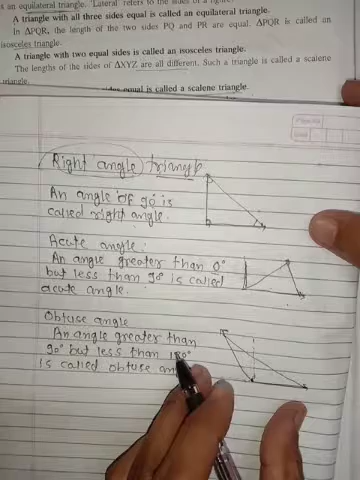 s an equilateral triangle. 'Lateral' refers to the sides of a
A triangle with all three sides equal is called an equilateral triangle.
In ΔPQR, the length of the two sides PQ and PR are equal. ΔPQR is called an
isosceles triangle.
A triangle with two equal sides is called an isosceles triangle.
The lengths of the sides of ΔXYZ are all different. Such a triangle is called a scalene
triangle.
sides equal is called a scalene triangle.
Right angle triangle
An angle of 90° is
called right angle.
Acute angle:
An angle greater than 0°
but less than 90° is called
acute angle.
Obtuse angle
An angle greater than
90° but less than 180°
is called obtuse an